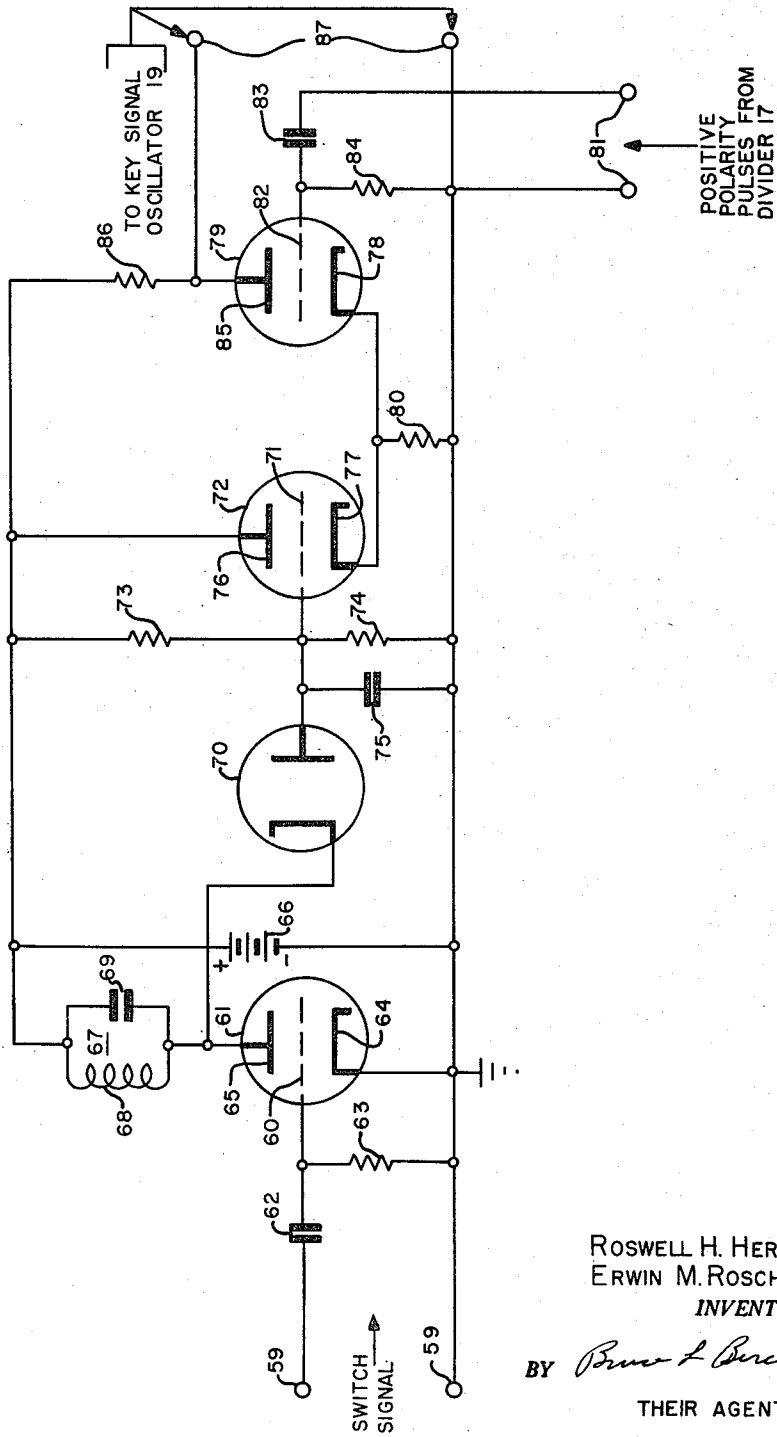 TO KEY SIGNAL
OSCILLATOR 19
87
83
86
79
82
84
85
78
81
POSITIVE
POLARITY
PULSES FROM
DIVIDER 17
80
72
71
76
77
73
74
75
70
66
+
-
69
67
68
61
65
64
60
63
62
59
SWITCH
SIGNAL
59
ROSWELL H. HER
ERWIN M. ROSCH
INVENT
BY Bruce L
THEIR AGENT